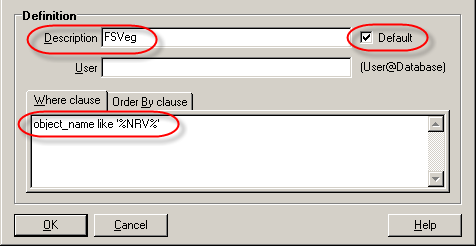 Definition
Description FSVeg Default
User (User@Database)
Where clause Order By clause
object_name like '%NRV%'
OK Cancel Help